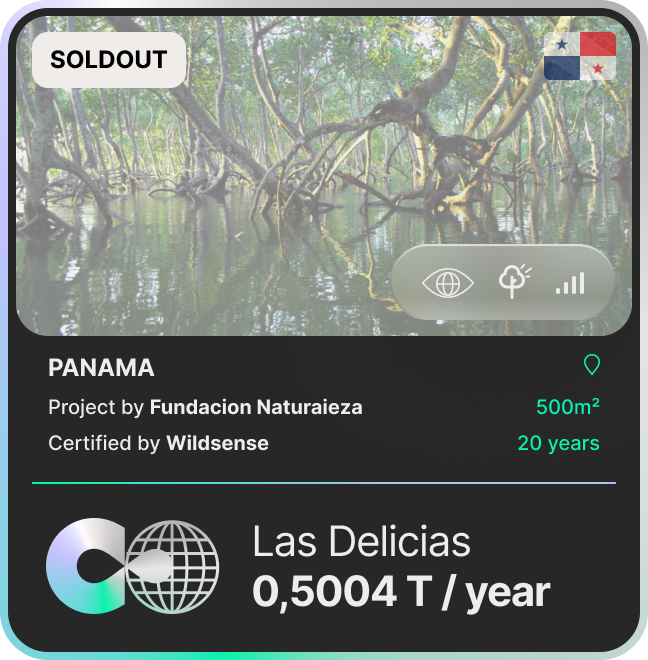 SOLDOUT
PANAMA
Project by Fundacion Naturaieza
500m²
Certified by Wildsense
20 years
Las Delicias
0,5004 T / year